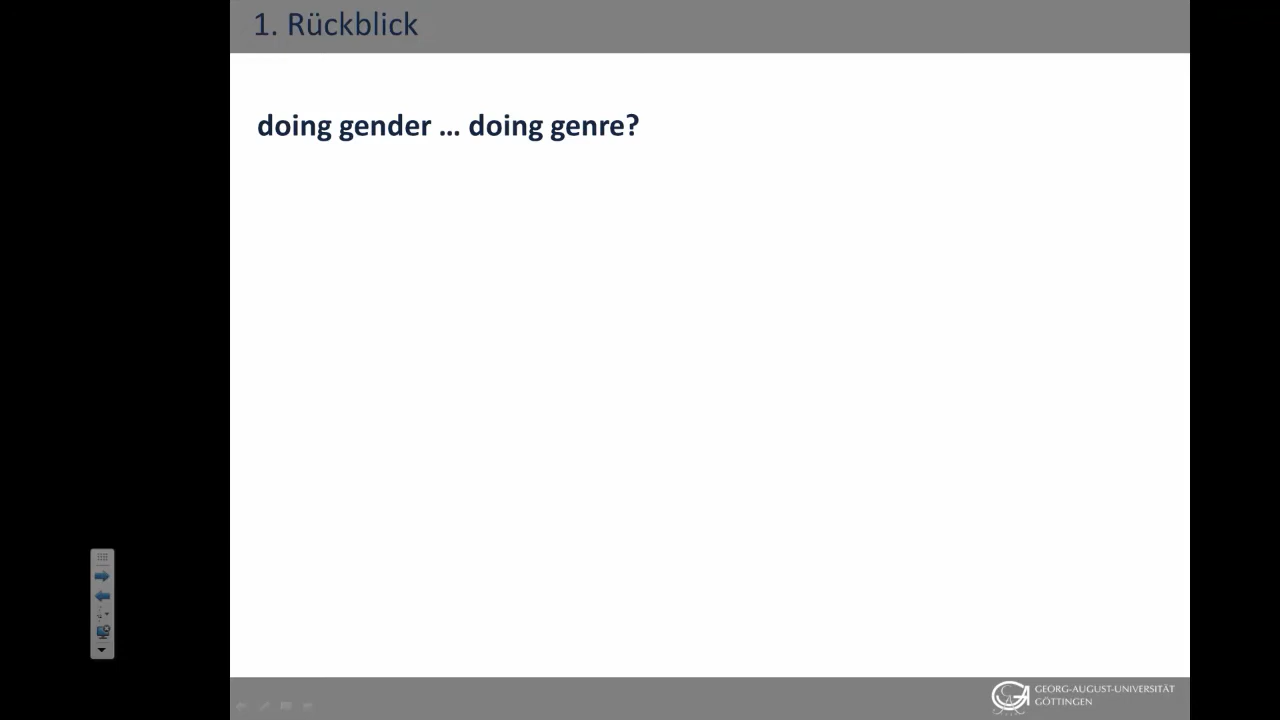 1. Rückblick
doing gender ... doing genre?
GEORG-AUGUST-UNIVERSITÄT
GÖTTINGEN